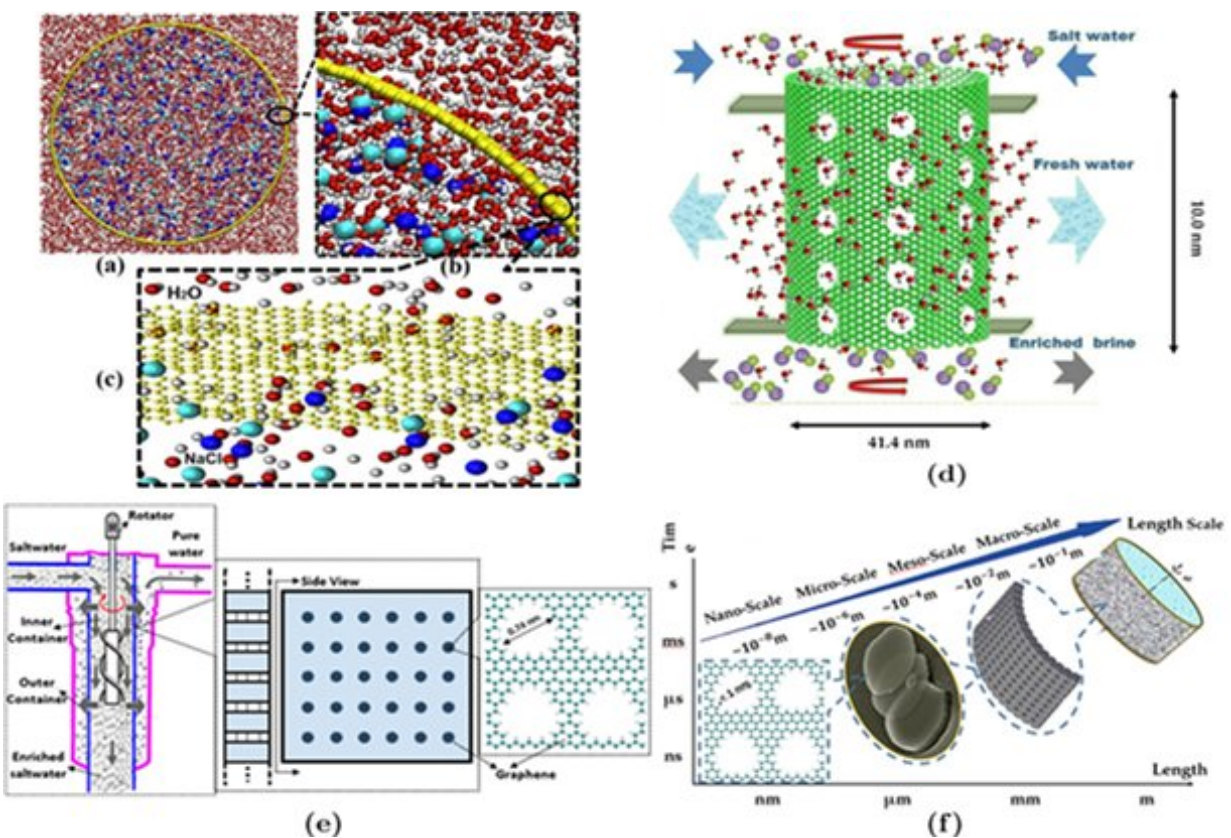 (a)
(b)
H₂O
(c)
NaCl
Salt water
Fresh water
Enriched brine
10.0 nm
41.4 nm
(d)
Rotator
Saltwater
Pure
water
Inner
Container
Outer
Container
Enriched
saltwater
Side View
0.74 nm
Graphene
(e)
Tim
e
s
ms
μs
ns
Nano-Scale
Micro-Scale
Meso-Scale
Macro-Scale
Length Scale
~10⁻⁸m
~10⁻⁶m
~10⁻⁴m
~10⁻²m
~10⁻¹m
Length
nm
μm
mm
m
(f)